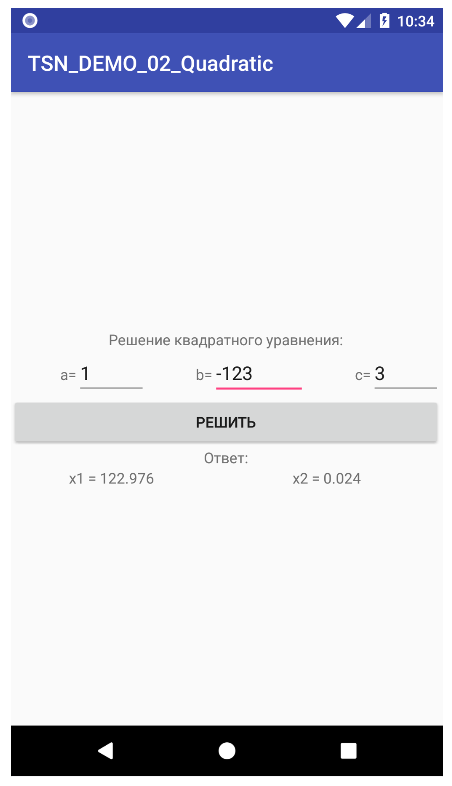 10:34
TSN_DEMO_02_Quadratic
Решение квадратного уравнения:
a= 1 b= -123 c= 3
РЕШИТЬ
Ответ:
x1 = 122.976 x2 = 0.024